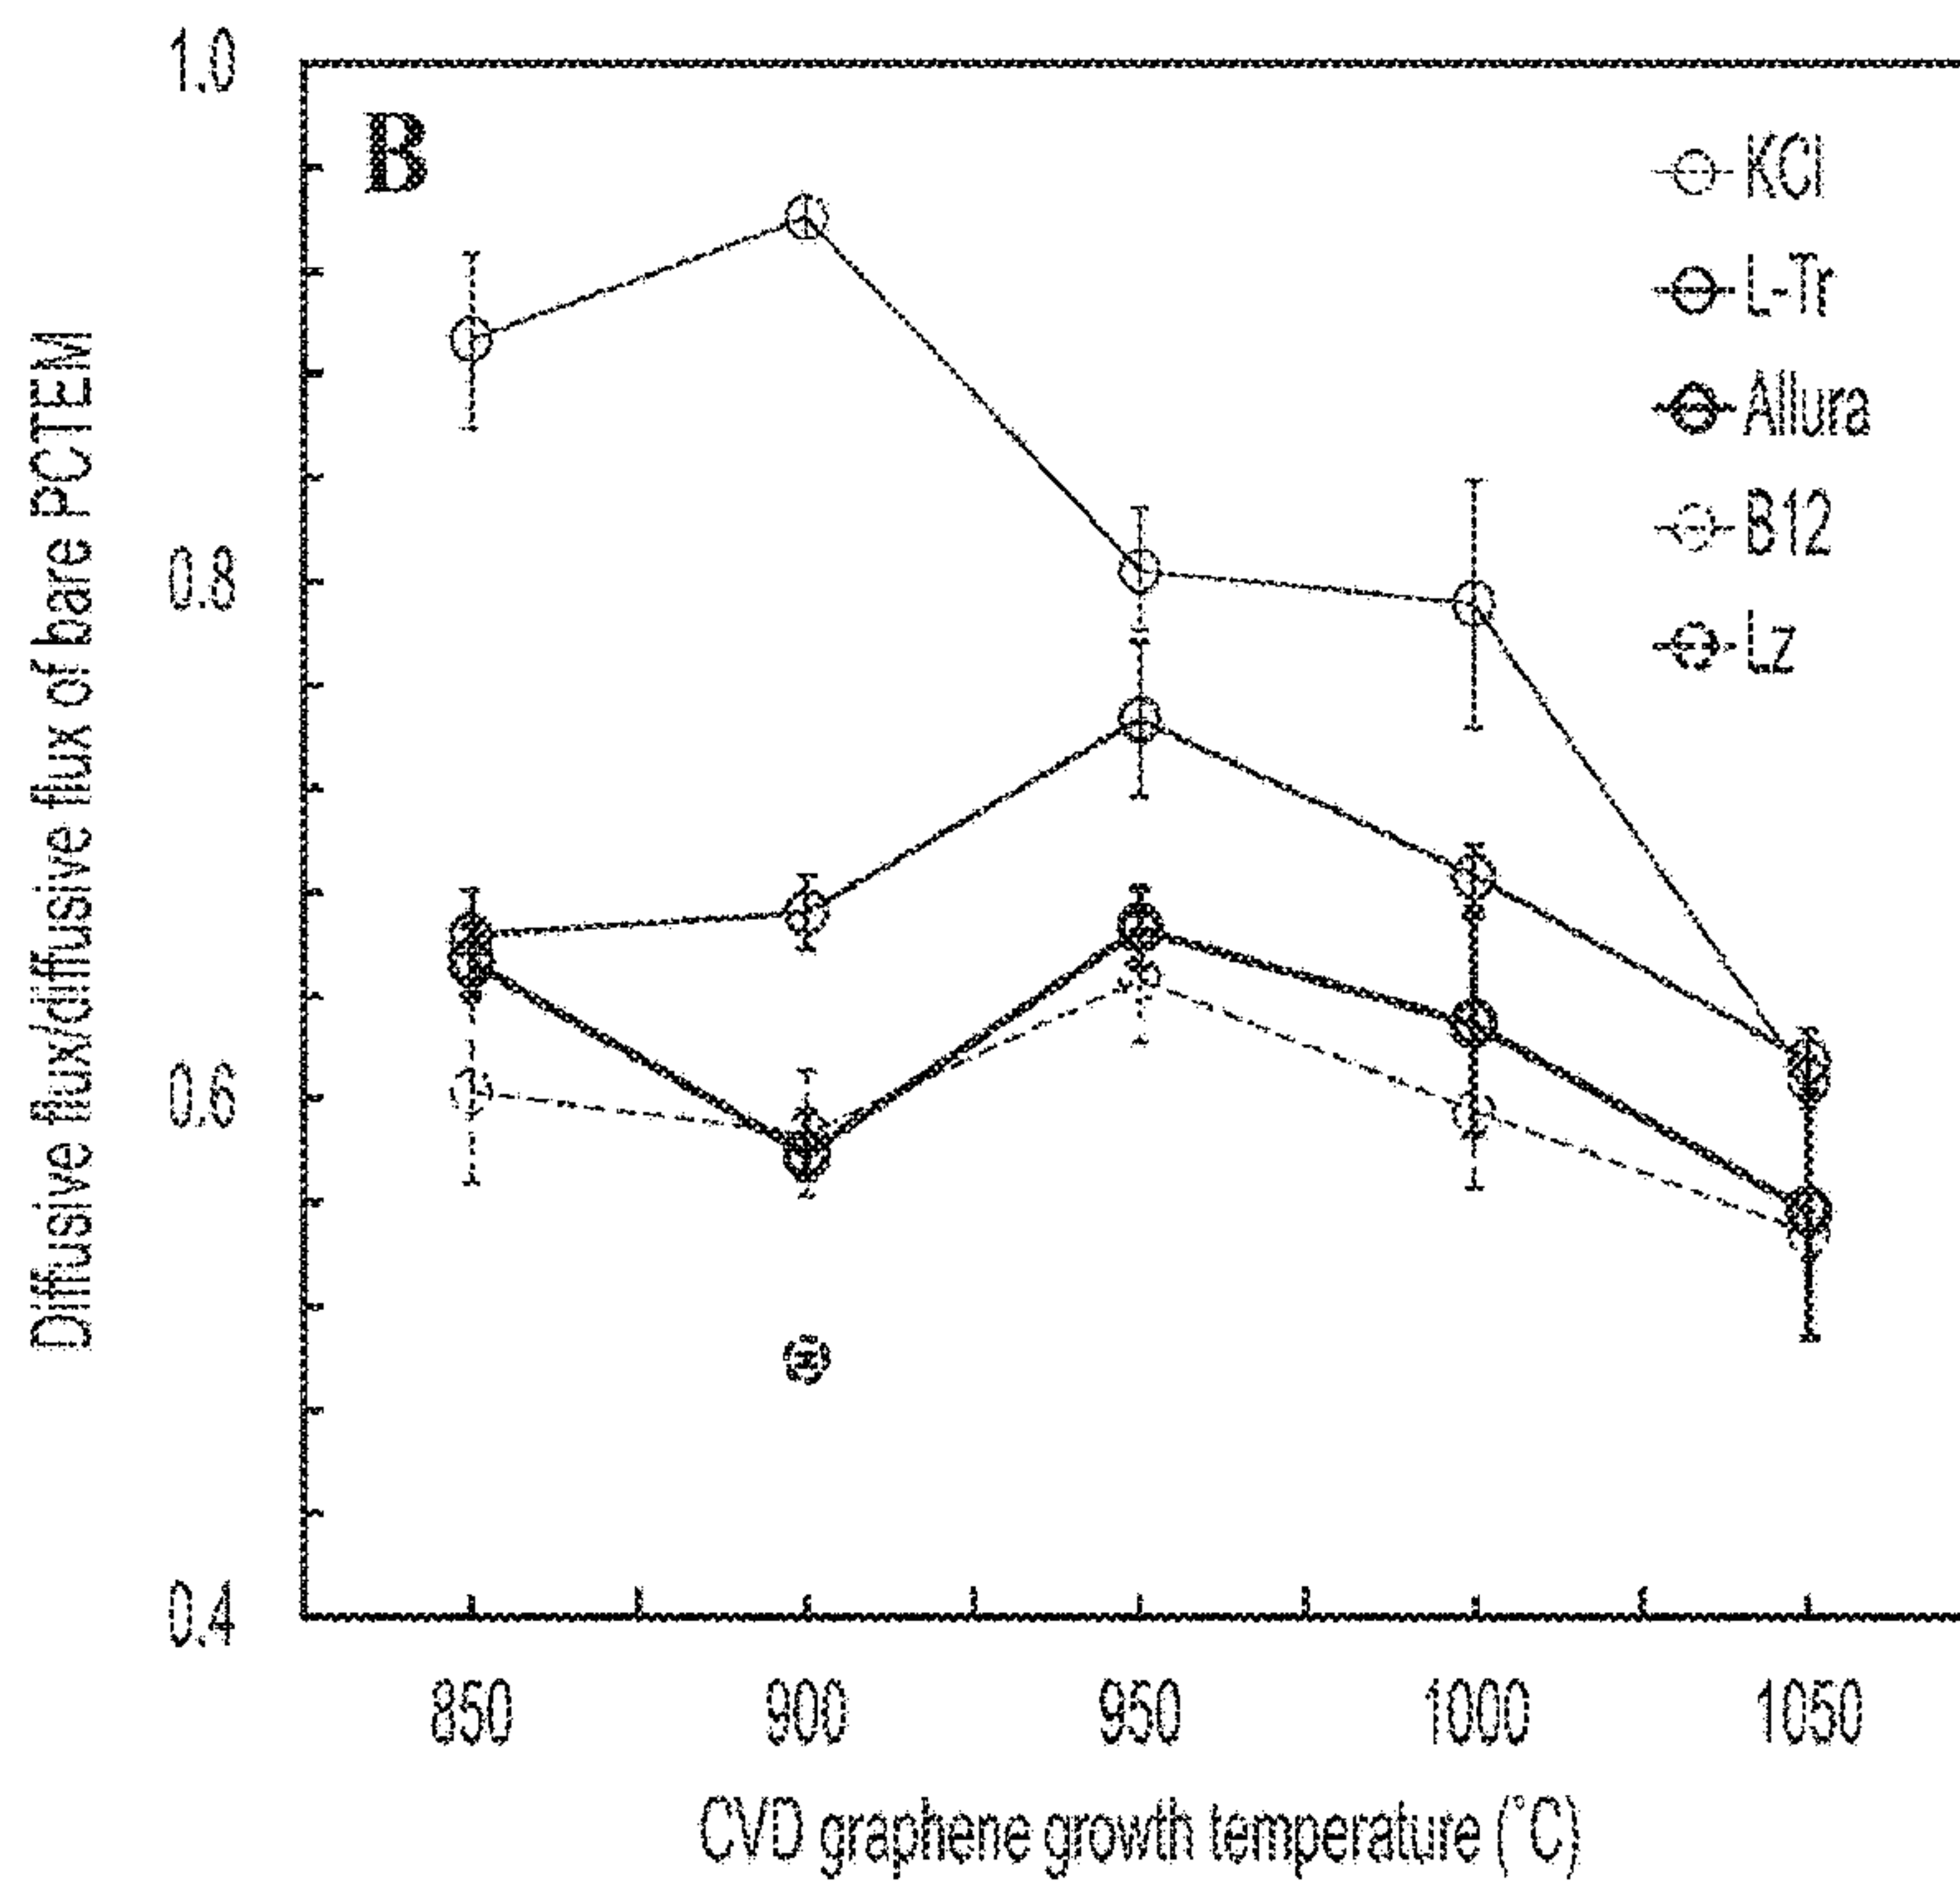 Diffusive flux/diffusive flux of bare PCTEM
1.0
0.8
0.6
0.4
B
KCl
L-Tr
Allura
B12
Lz
850 900 950 1000 1050
CVD graphene growth temperature (°C)